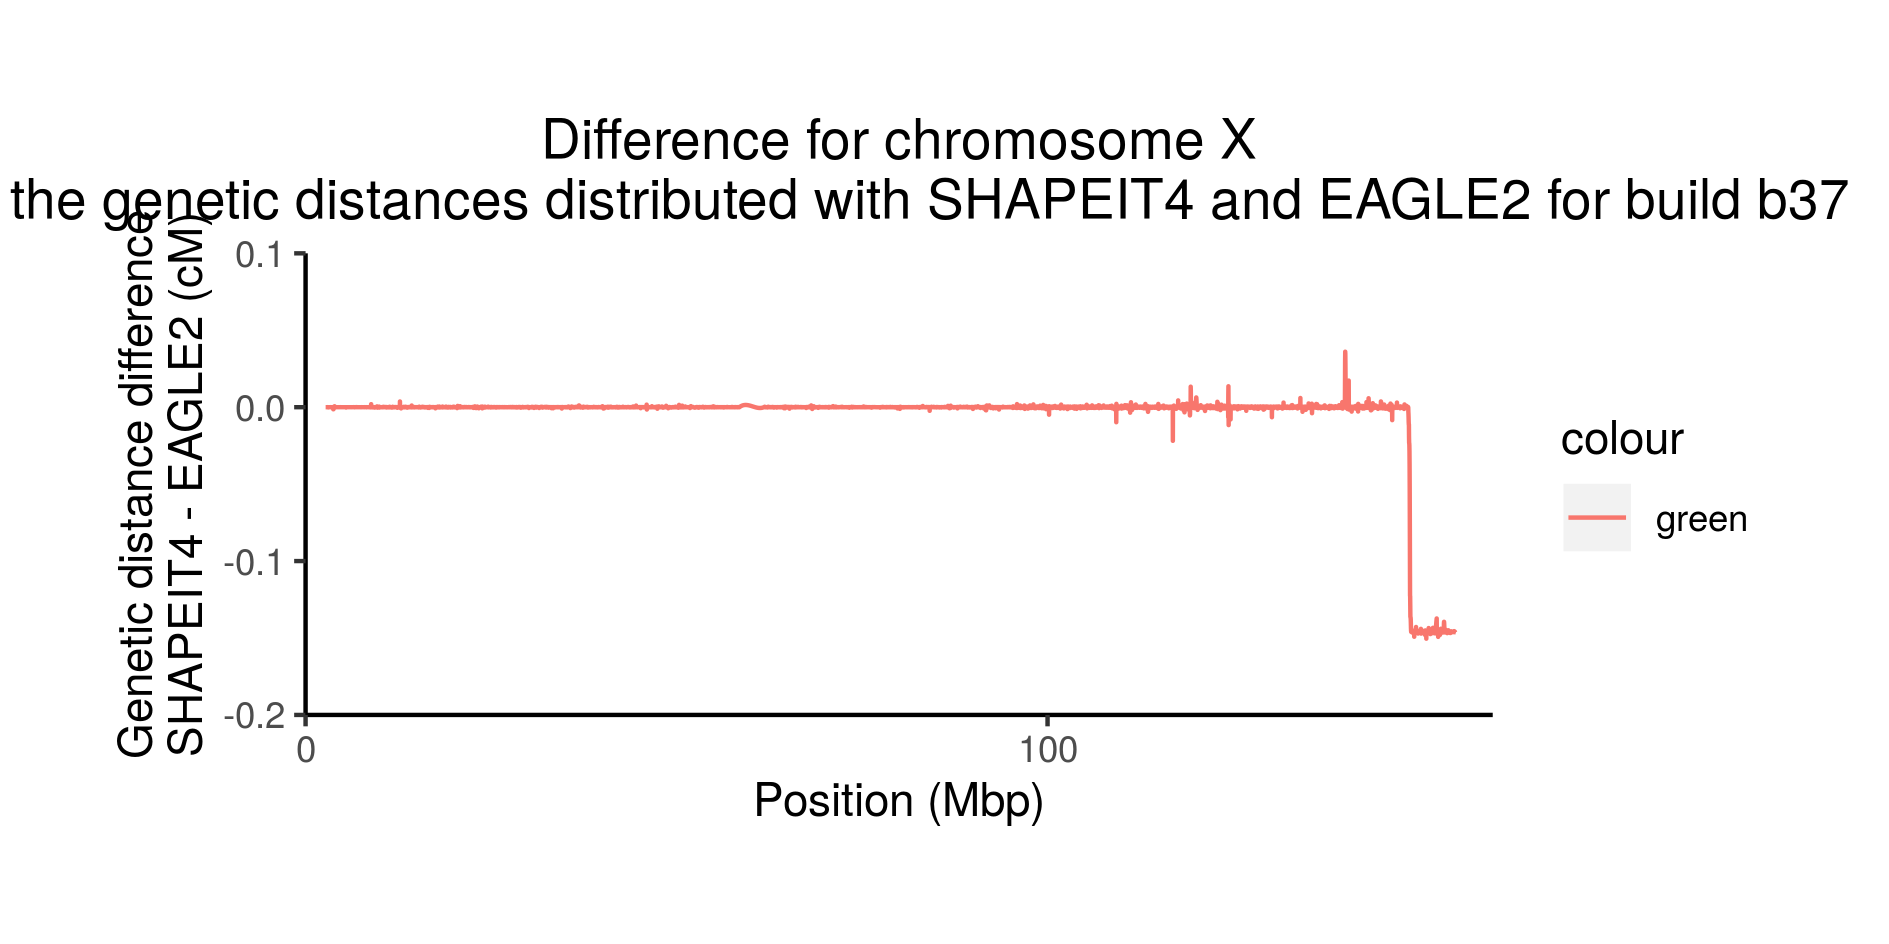 Difference for chromosome X
the genetic distances distributed with SHAPEIT4 and EAGLE2 for build b37
Genetic distance difference
SHAPEIT4 - EAGLE2 (cM)
0.1
0.0
-0.1
-0.2
0
100
Position (Mbp)
colour
green